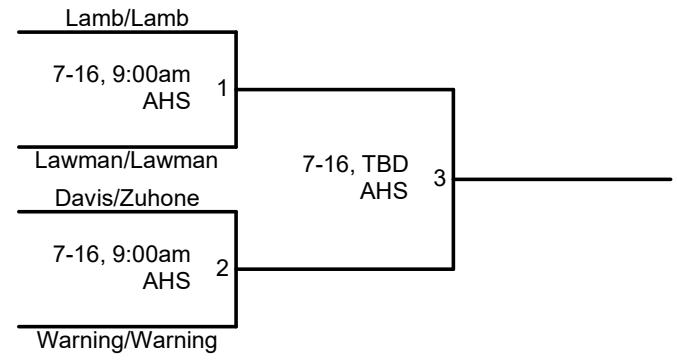 Lamb/Lamb
7-16, 9:00am
AHS
1
Lawman/Lawman
7-16, TBD
AHS
3
Davis/Zuhone
7-16, 9:00am
AHS
2
Warning/Warning